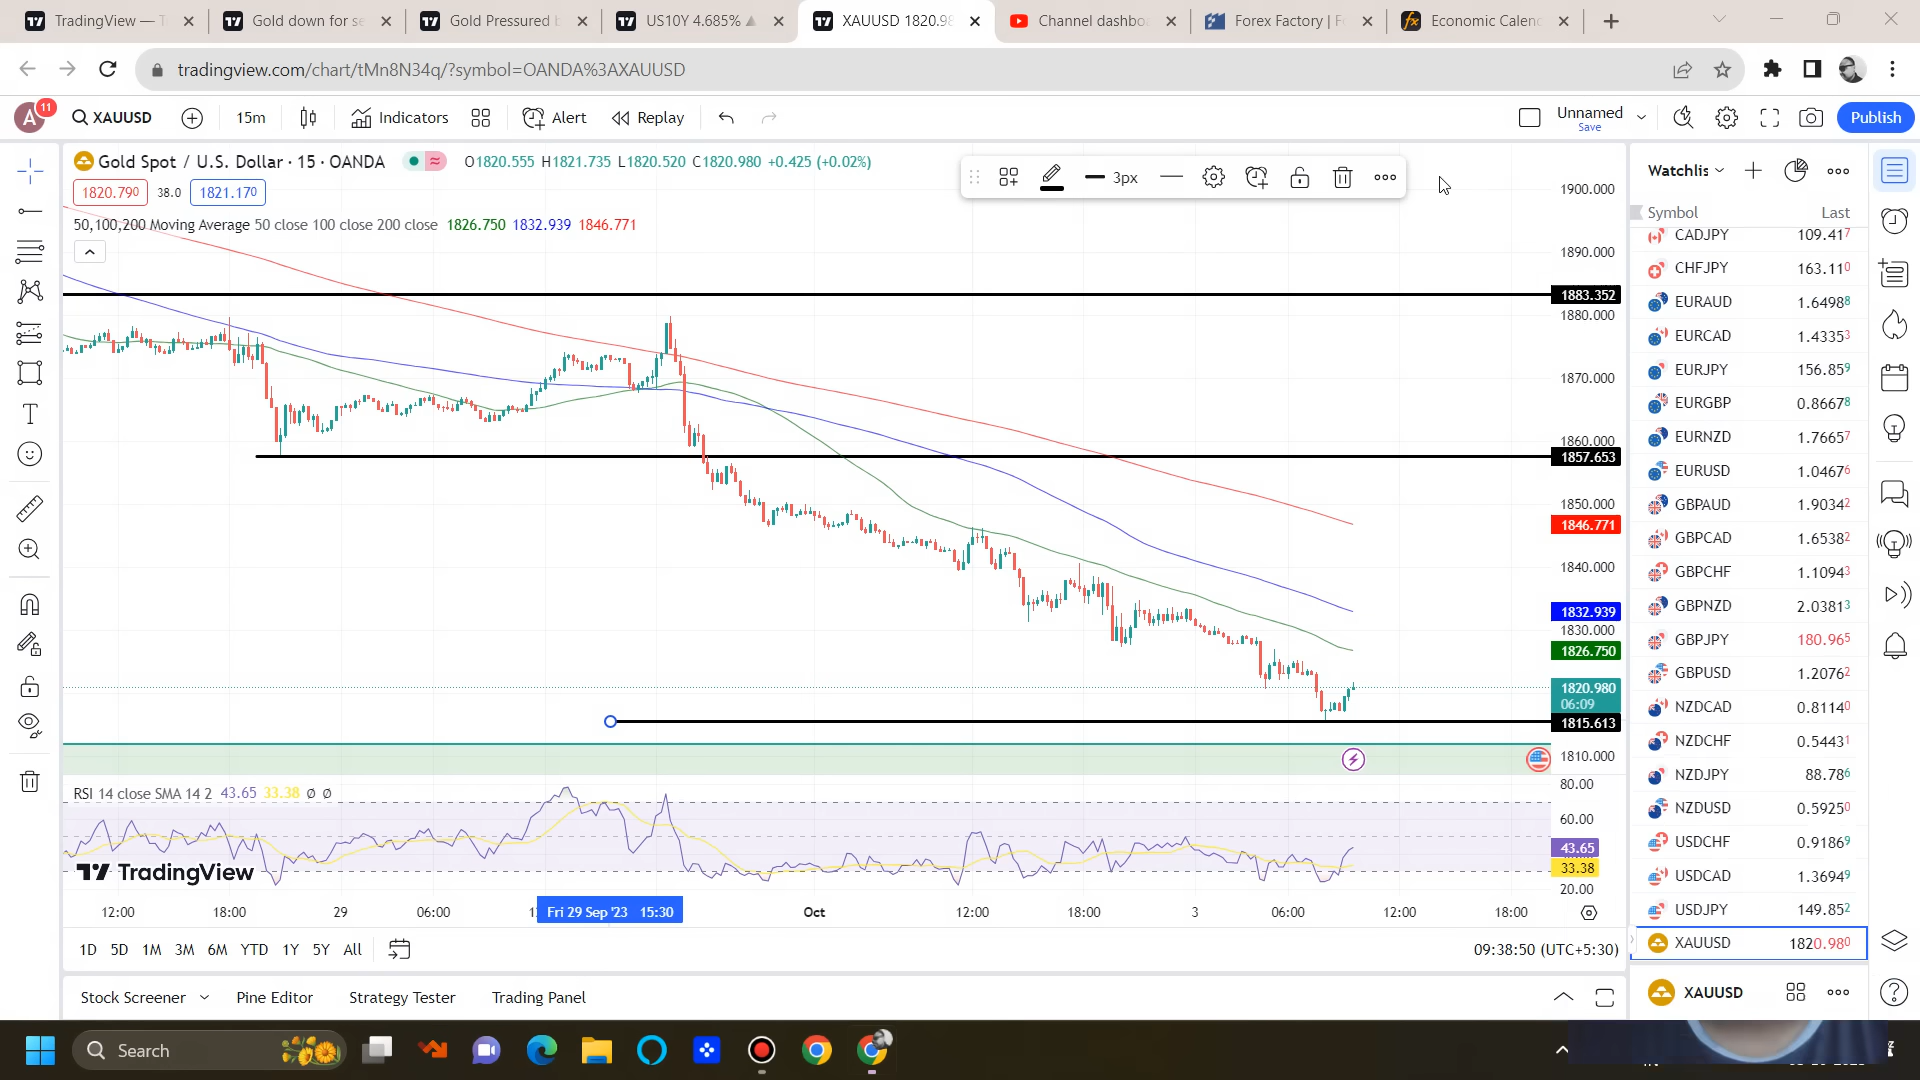 TradingView — T
Gold down for se
Gold Pressured b
US10Y 4.685% ▲
XAUUSD 1820.98
Channel dashbo
Forex Factory | Fo
Economic Calen
tradingview.com/chart/tMn8N34q/?symbol=OANDA%3AXAUUSD
A 11 XAUUSD 15m Indicators Alert Replay Unnamed Save Publish
Gold Spot / U.S. Dollar · 15 · OANDA O1820.555 H1821.735 L1820.520 C1820.980 +0.425 (+0.02%)
1820.790 38.0 1821.170
50,100,200 Moving Average 50 close 100 close 200 close 1826.750 1832.939 1846.771
3px
1900.000
1890.000
1883.352
1880.000
1870.000
1860.000
1857.653
1850.000
1846.771
1840.000
1832.939
1830.000
1826.750
1820.980
06:09
1815.613
1810.000
RSI 14 close SMA 14 2 43.65 33.38 ø ø
80.00
60.00
43.65
33.38
20.00
TradingView
12:00 18:00 29 06:00 Fri 29 Sep '23 15:30 Oct 12:00 18:00 3 06:00 12:00 18:00
1D 5D 1M 3M 6M YTD 1Y 5Y All 09:38:50 (UTC+5:30)
Stock Screener Pine Editor Strategy Tester Trading Panel
Watchlis
Symbol Last
CADJPY 109.417
CHFJPY 163.110
EURAUD 1.64988
EURCAD 1.43353
EURJPY 156.859
EURGBP 0.86678
EURNZD 1.76657
EURUSD 1.04676
GBPAUD 1.90342
GBPCAD 1.65382
GBPCHF 1.10943
GBPNZD 2.03813
GBPJPY 180.965
GBPUSD 1.20762
NZDCAD 0.81140
NZDCHF 0.54431
NZDJPY 88.786
NZDUSD 0.59250
USDCHF 0.91869
USDCAD 1.36949
USDJPY 149.852
XAUUSD 1820.980
XAUUSD
Search